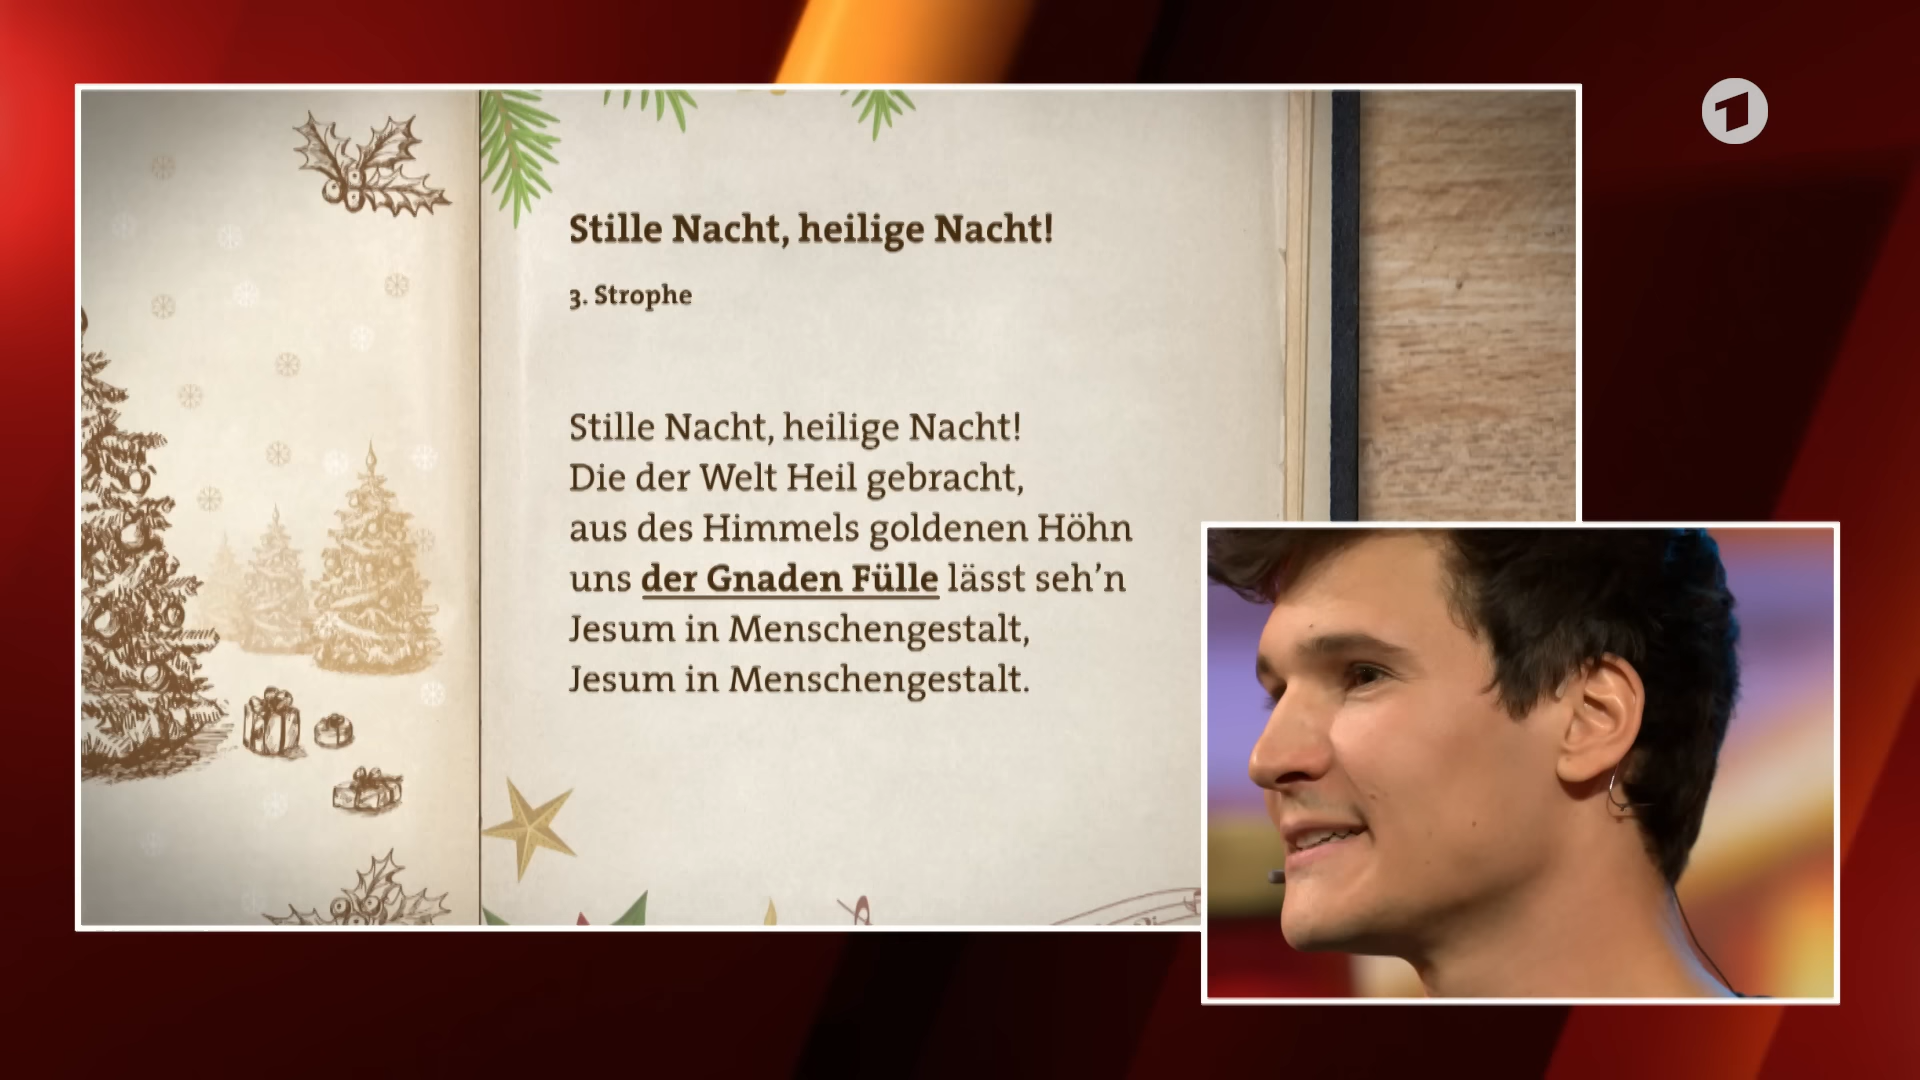 Stille Nacht, heilige Nacht!
3. Strophe
Stille Nacht, heilige Nacht!
Die der Welt Heil gebracht,
aus des Himmels goldenen Höhn
uns der Gnaden Fülle lässt seh’n
Jesum in Menschengestalt,
Jesum in Menschengestalt.